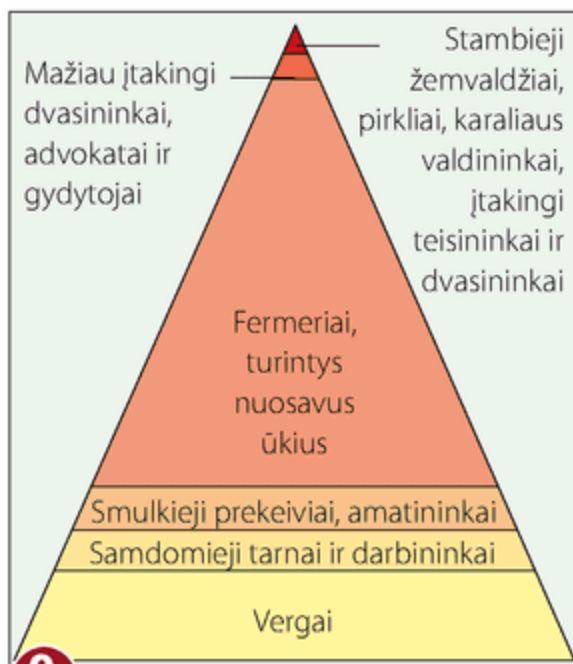 Stambieji
žemvaldžiai,
pirkliai, karaliaus
valdininkai,
įtakingi
teisininkai ir
dvasininkai
Mažiau įtakingi
dvasininkai,
advokatai ir
gydytojai
Fermeriai,
turintys
nuosavus
ūkius
Smulkieji prekeiviai, amatininkai
Samdomieji tarnai ir darbininkai
Vergai